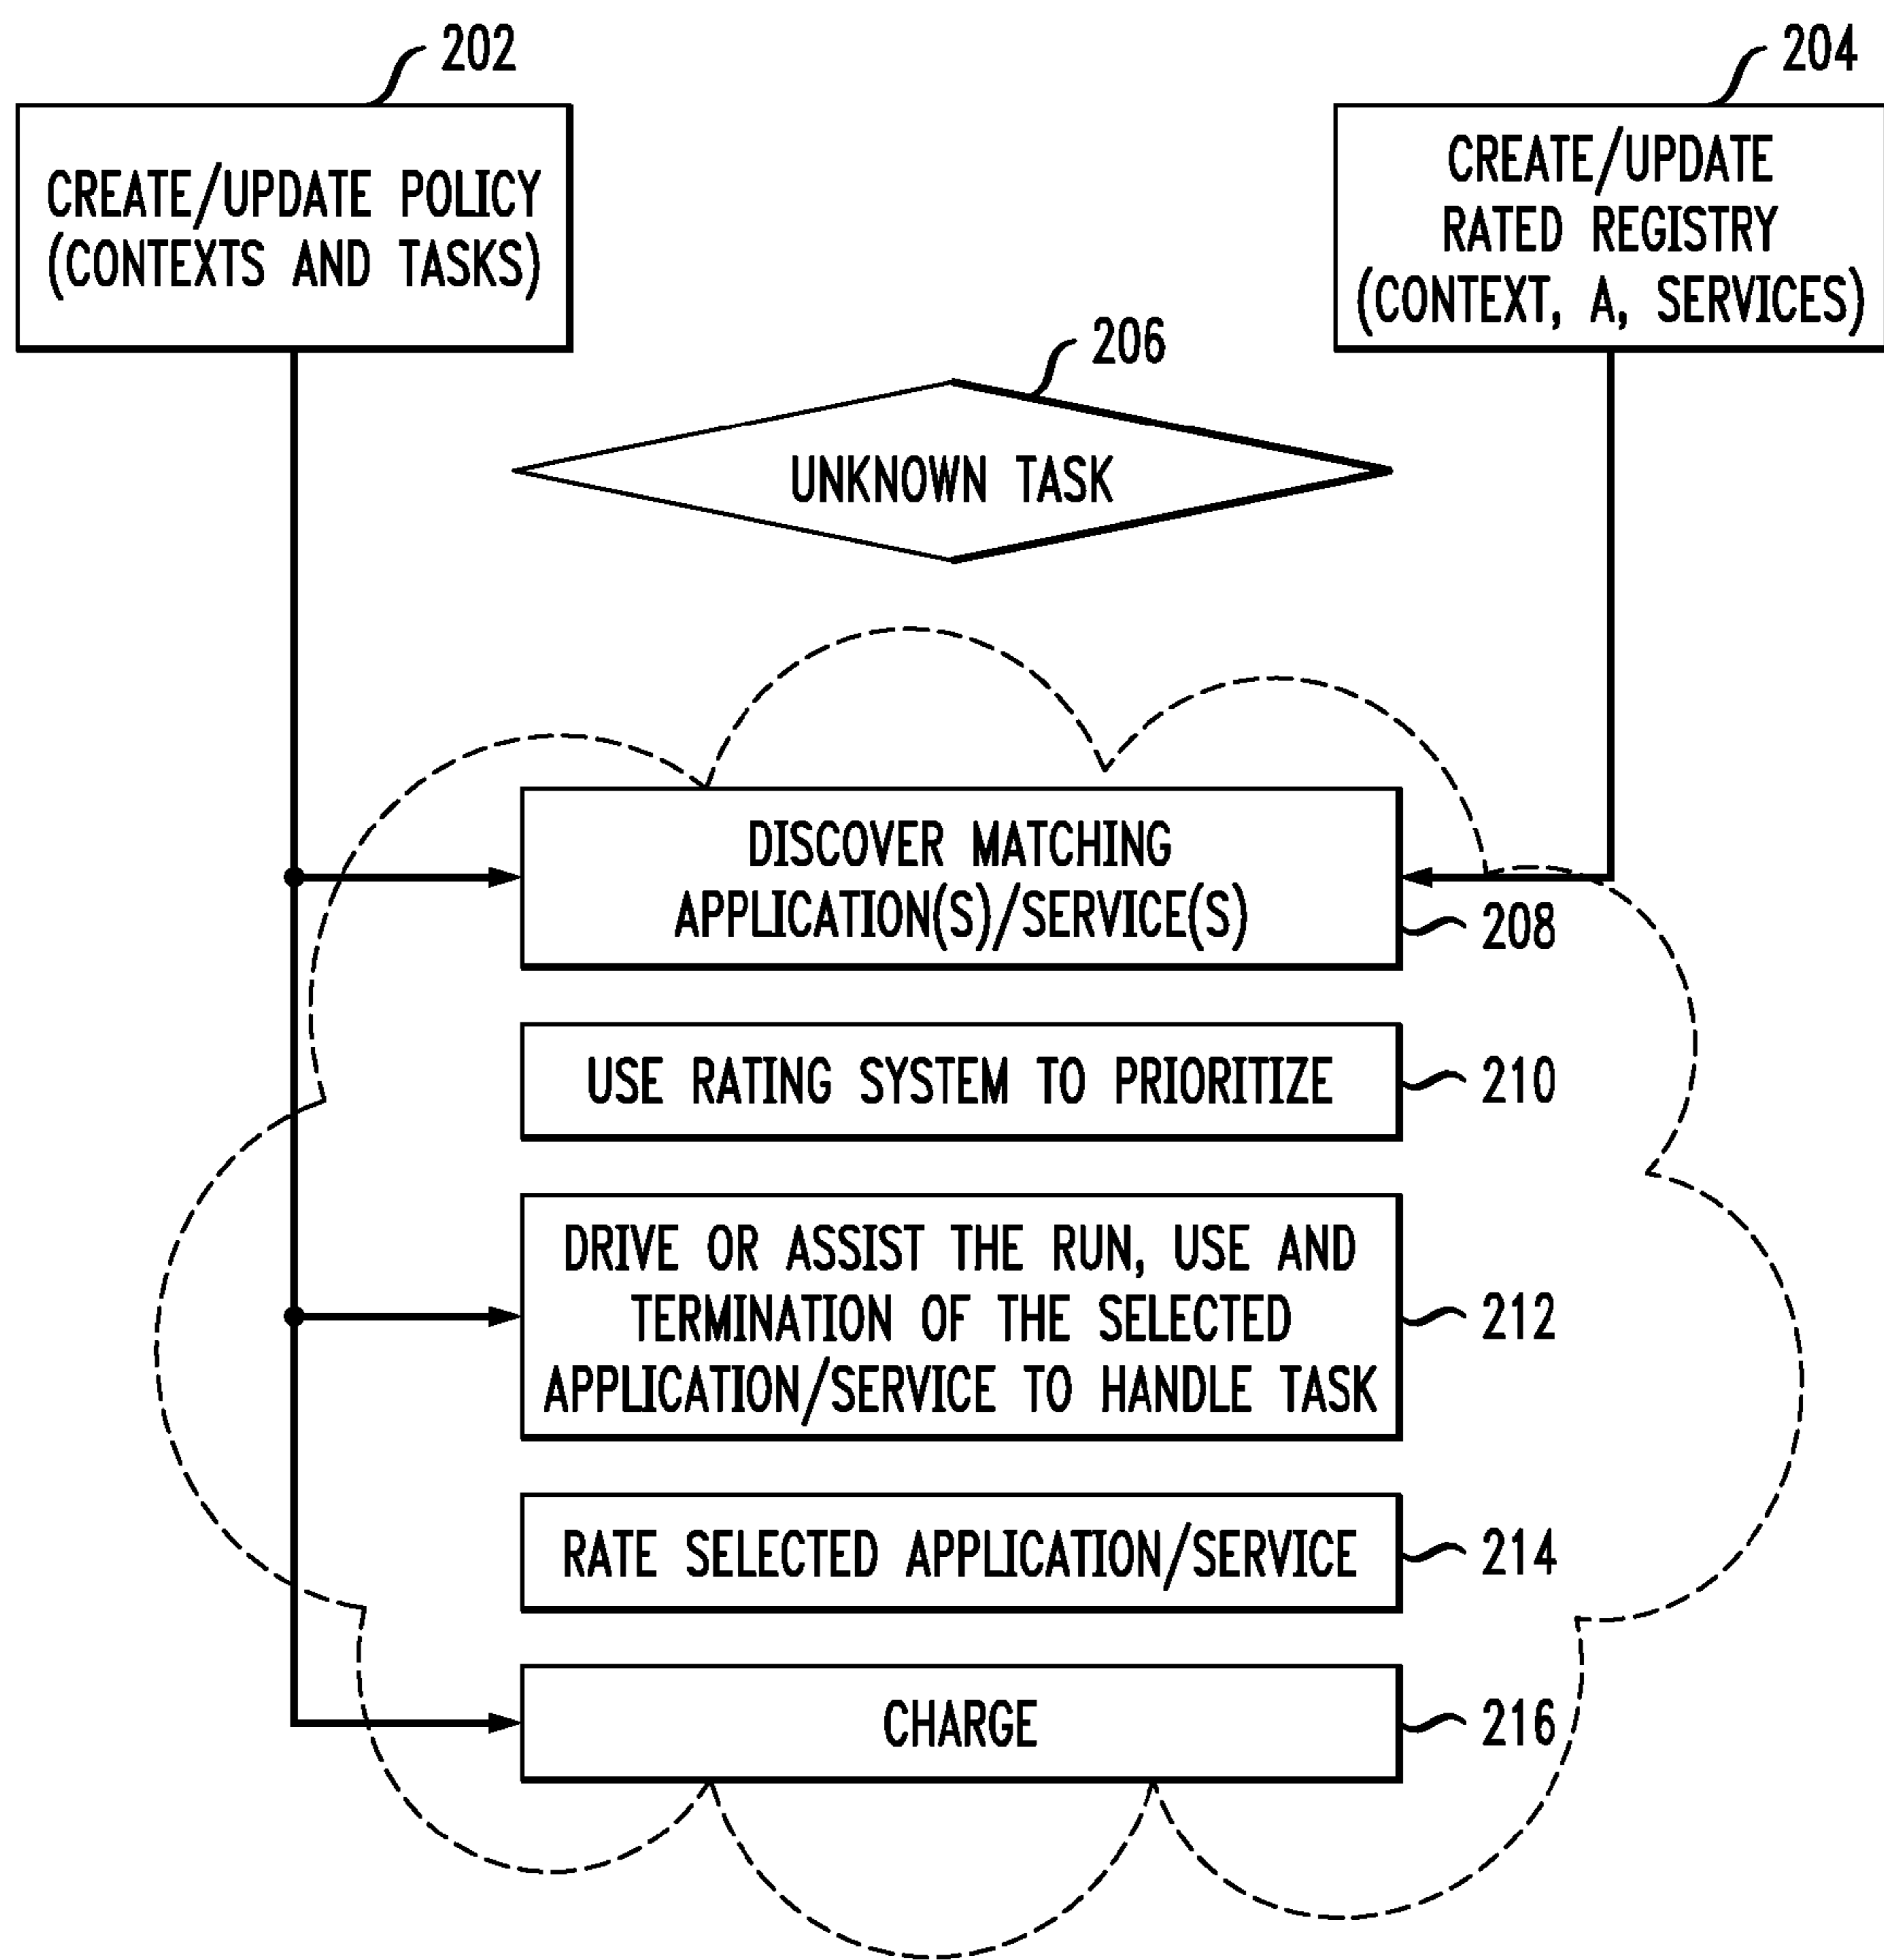 202
CREATE/UPDATE POLICY
(CONTEXTS AND TASKS)
204
CREATE/UPDATE
RATED REGISTRY
(CONTEXT, A, SERVICES)
206
UNKNOWN TASK
DISCOVER MATCHING
APPLICATION(S)/SERVICE(S)
208
USE RATING SYSTEM TO PRIORITIZE
210
DRIVE OR ASSIST THE RUN, USE AND
TERMINATION OF THE SELECTED
APPLICATION/SERVICE TO HANDLE TASK
212
RATE SELECTED APPLICATION/SERVICE
214
CHARGE
216